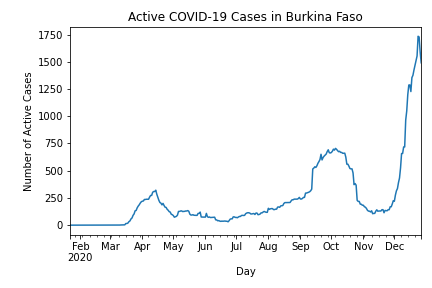 Active COVID-19 Cases in Burkina Faso
Number of Active Cases
1750
1500
1250
1000
750
500
250
0
Feb Mar Apr May Jun Jul Aug Sep Oct Nov Dec
2020
Day